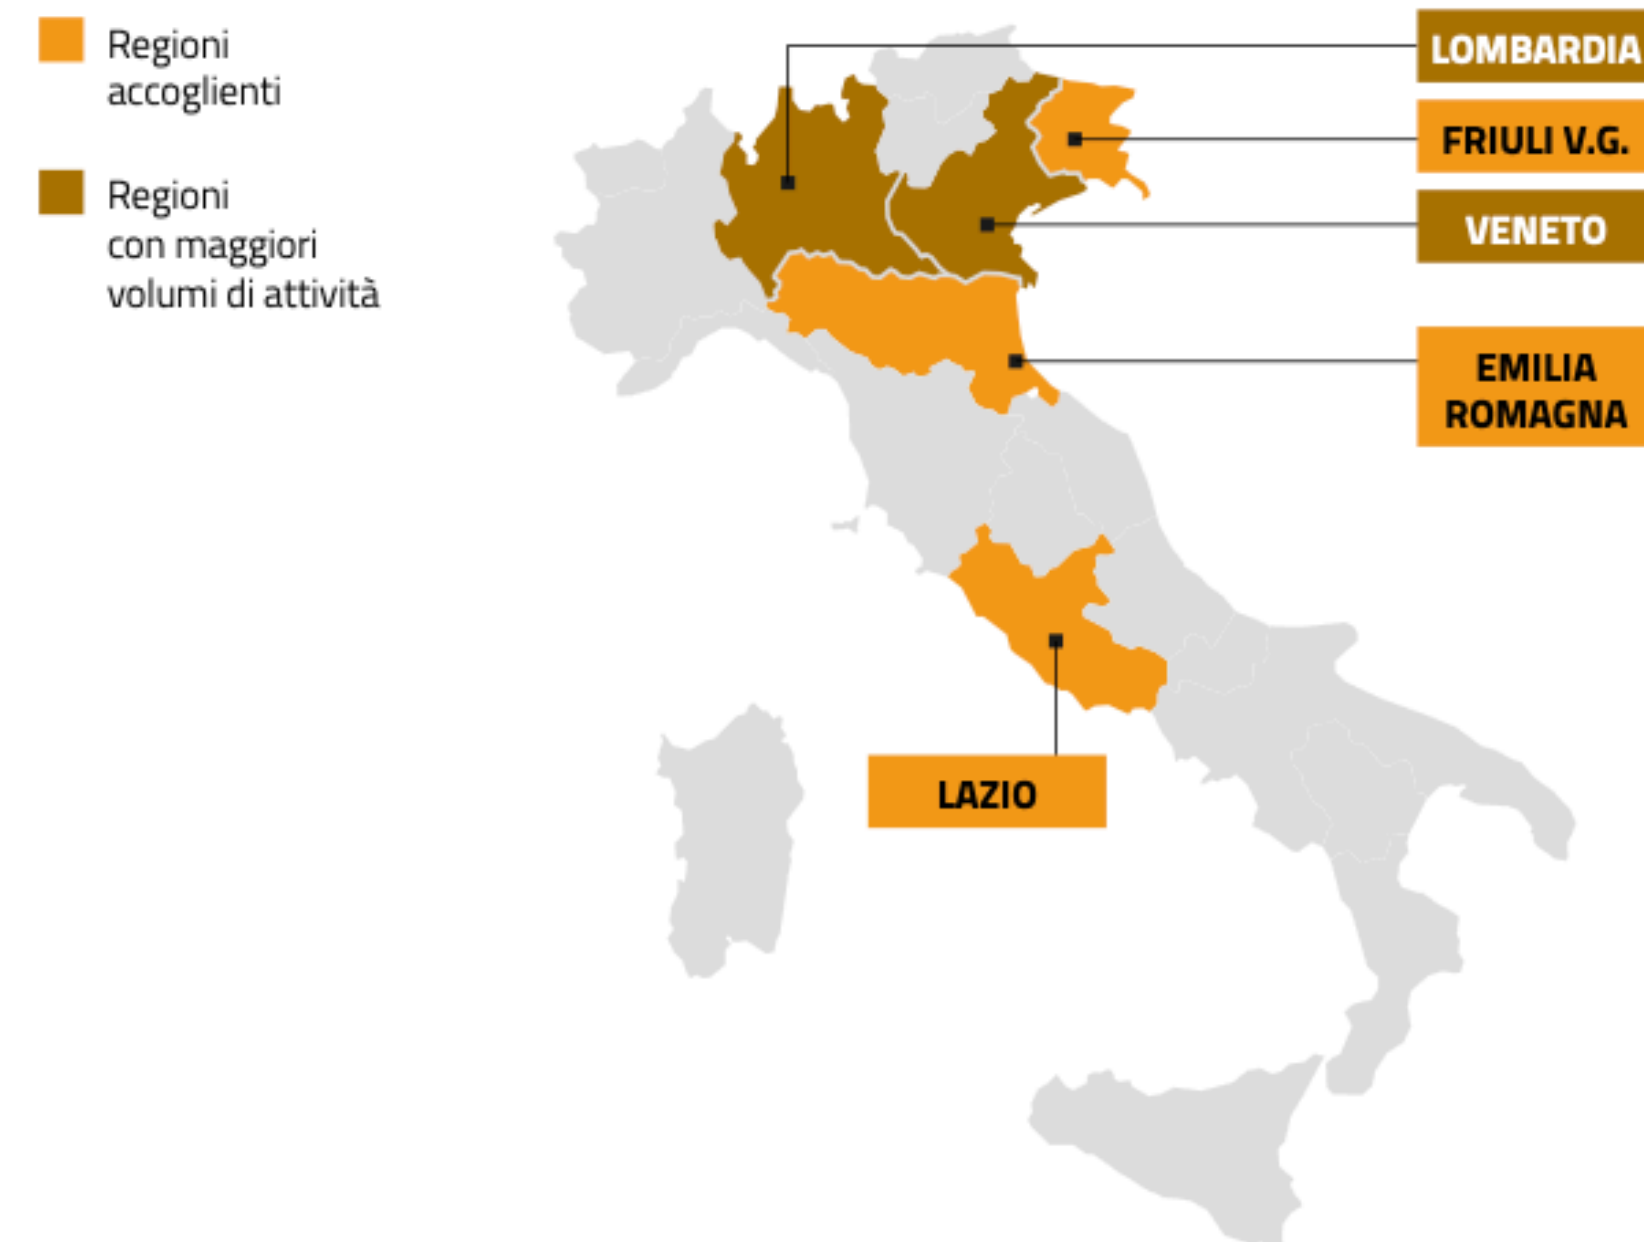 Regioni
accoglienti
Regioni
con maggiori
volumi di attività
LOMBARDIA
FRIULI V.G.
VENETO
EMILIA
ROMAGNA
LAZIO